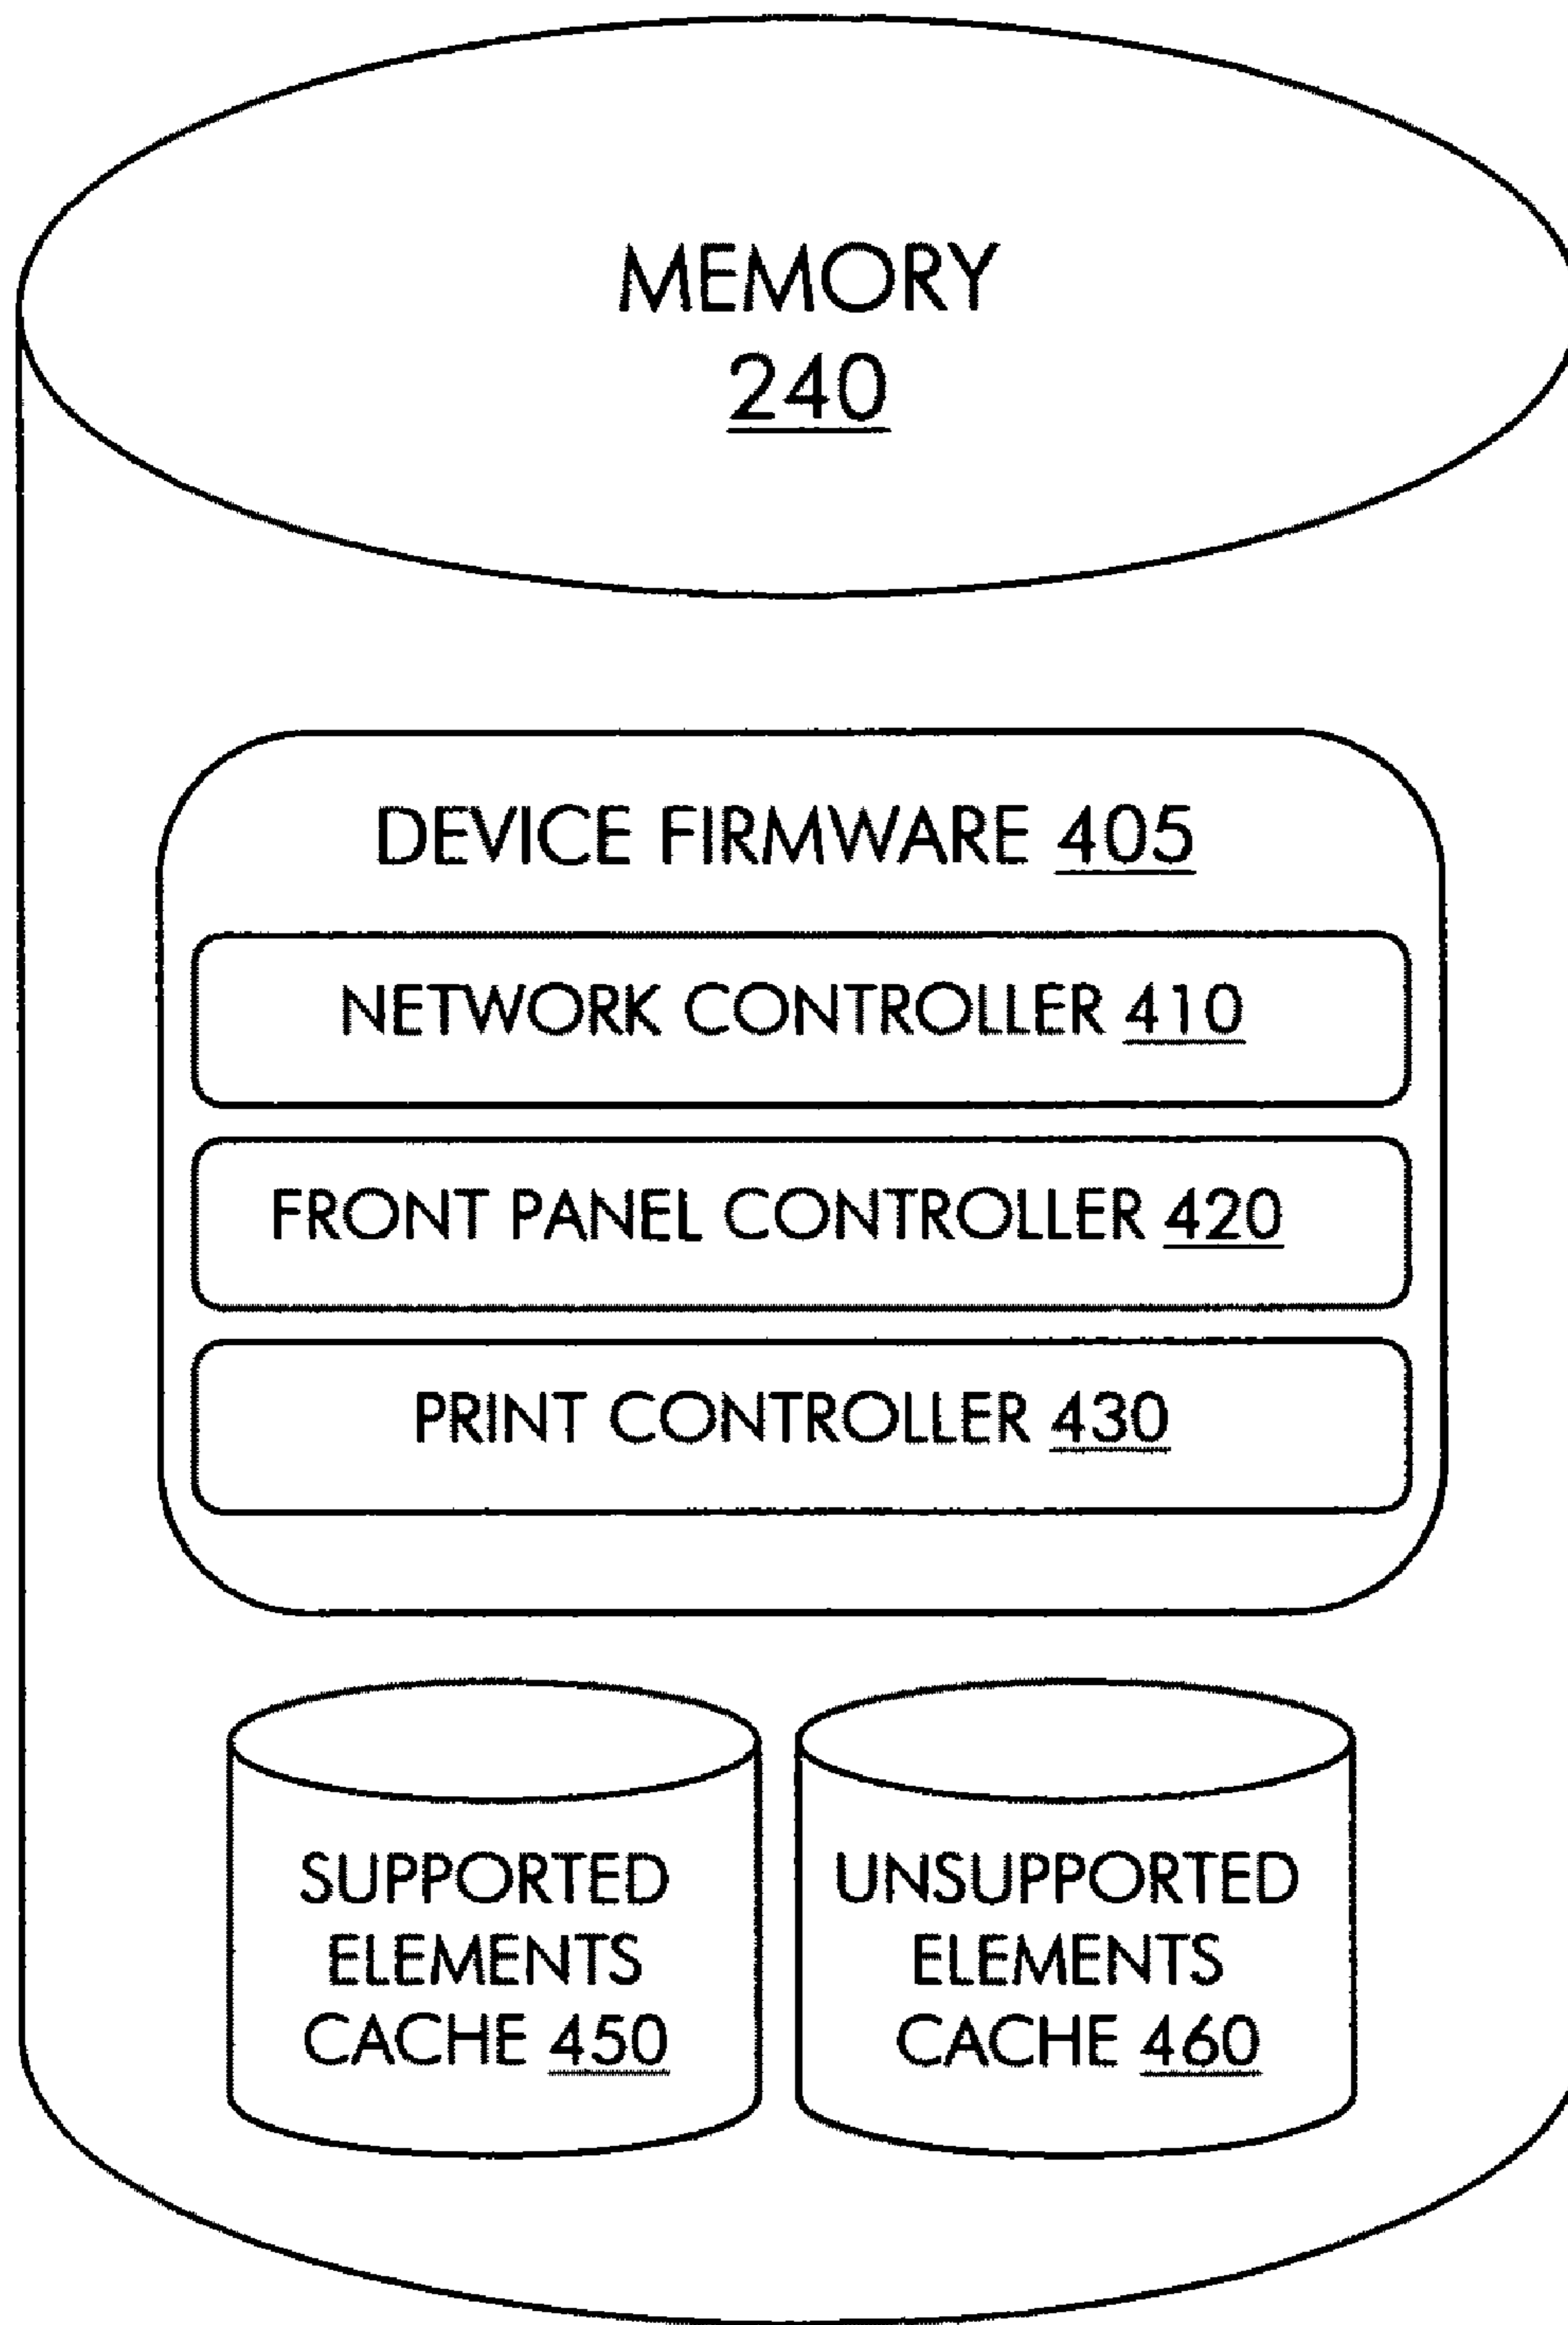 MEMORY
240
DEVICE FIRMWARE 405
NETWORK CONTROLLER 410
FRONT PANEL CONTROLLER 420
PRINT CONTROLLER 430
SUPPORTED
ELEMENTS
CACHE 450
UNSUPPORTED
ELEMENTS
CACHE 460